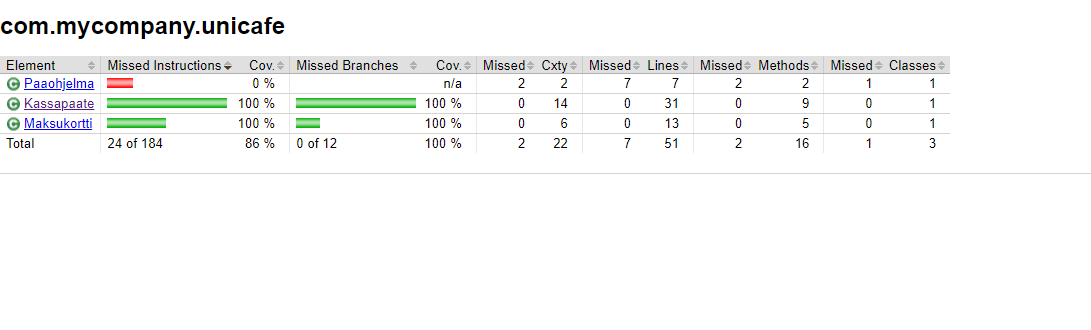 com.mycompany.unicafe
Element Missed Instructions Cov. Missed Branches Cov. Missed Cxty Missed Lines Missed Methods Missed Classes
C Paaohjelma 0 % n/a 2 2 7 7 2 2 1 1
C Kassapaate 100 % 100 % 0 14 0 31 0 9 0 1
C Maksukortti 100 % 100 % 0 6 0 13 0 5 0 1
Total 24 of 184 86 % 0 of 12 100 % 2 22 7 51 2 16 1 3